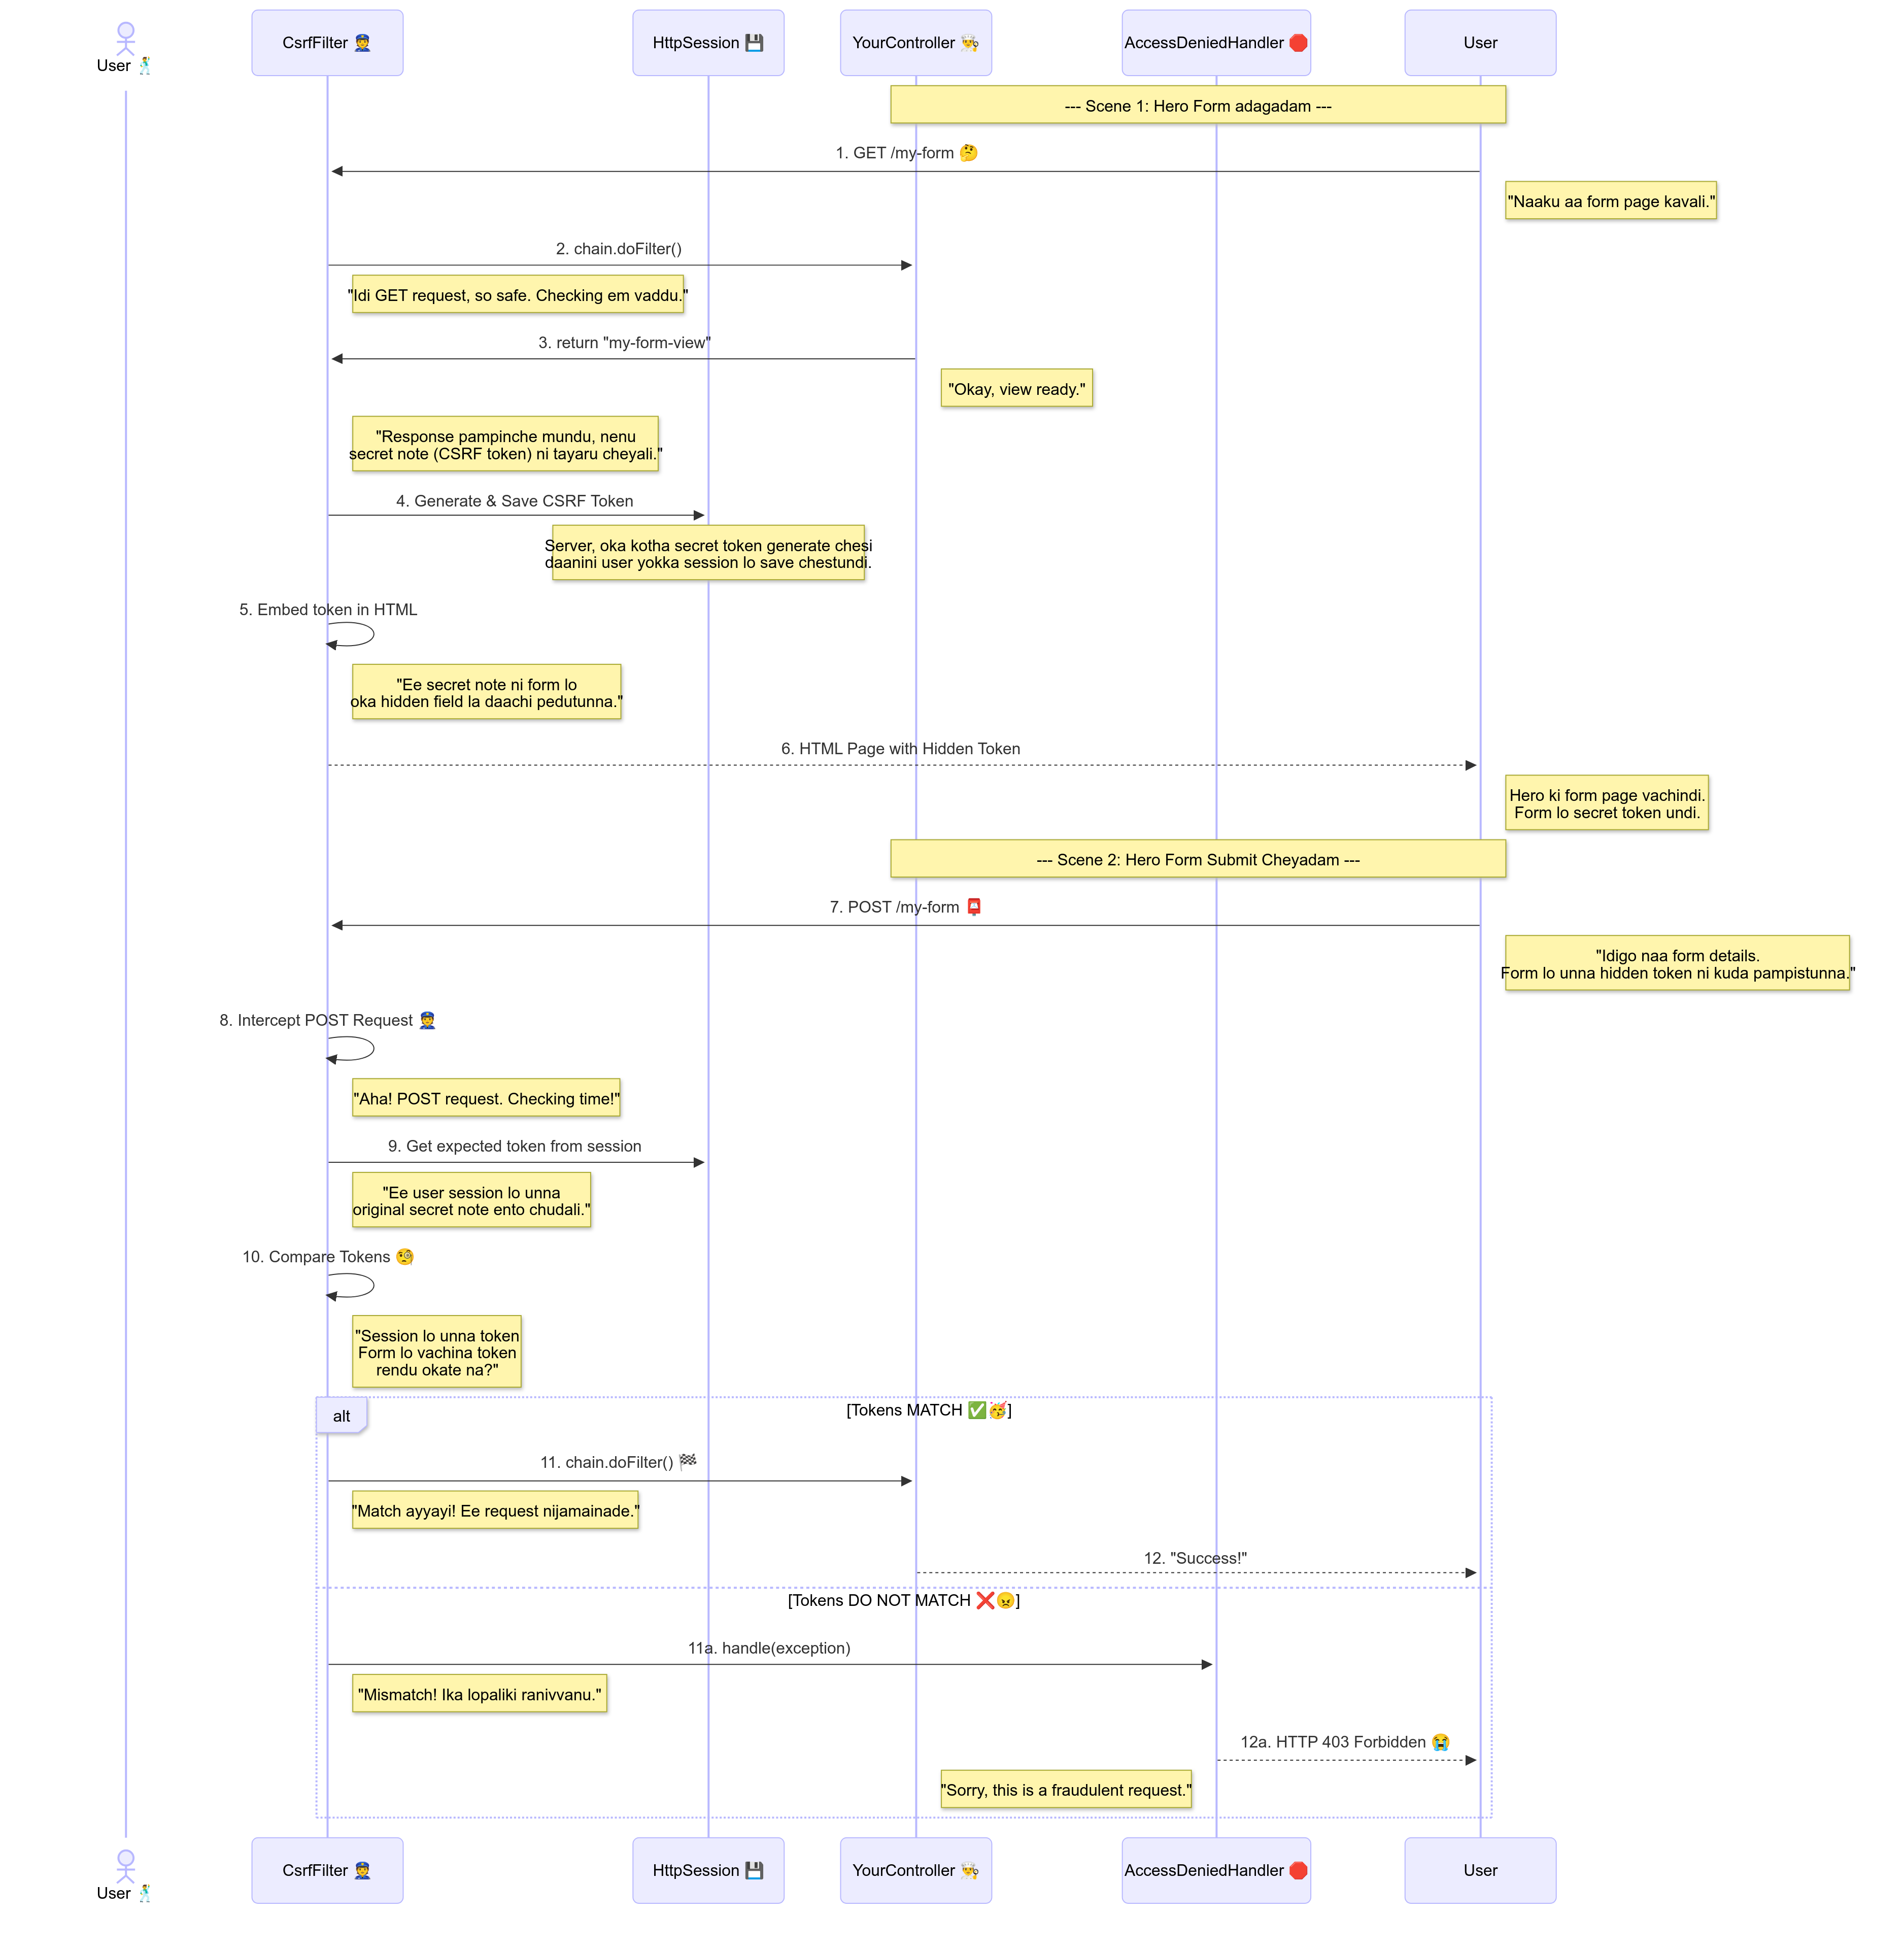 User 🕺
CsrfFilter 👮
HttpSession 💾
YourController 👨‍🍳
AccessDeniedHandler 🛑
User
--- Scene 1: Hero Form adagadam ---
1. GET /my-form 🤔
"Naaku aa form page kavali."
2. chain.doFilter()
"Idi GET request, so safe. Checking em vaddu."
3. return "my-form-view"
"Okay, view ready."
"Response pampinche mundu, nenu
secret note (CSRF token) ni tayaru cheyali."
4. Generate & Save CSRF Token
Server, oka kotha secret token generate chesi
daanini user yokka session lo save chestundi.
5. Embed token in HTML
"Ee secret note ni form lo
oka hidden field la daachi pedutunna."
6. HTML Page with Hidden Token
Hero ki form page vachindi.
Form lo secret token undi.
--- Scene 2: Hero Form Submit Cheyadam ---
7. POST /my-form 📮
"Idigo naa form details.
Form lo unna hidden token ni kuda pampistunna."
8. Intercept POST Request 👮
"Aha! POST request. Checking time!"
9. Get expected token from session
"Ee user session lo unna
original secret note ento chudali."
10. Compare Tokens 🧐
"Session lo unna token
Form lo vachina token
rendu okate na?"
alt
[Tokens MATCH ✅🥳]
11. chain.doFilter() 🏁
"Match ayyayi! Ee request nijamainade."
12. "Success!"
[Tokens DO NOT MATCH ❌😠]
11a. handle(exception)
"Mismatch! Ika lopaliki ranivvanu."
12a. HTTP 403 Forbidden 😭
"Sorry, this is a fraudulent request."
User 🕺
CsrfFilter 👮
HttpSession 💾
YourController 👨‍🍳
AccessDeniedHandler 🛑
User